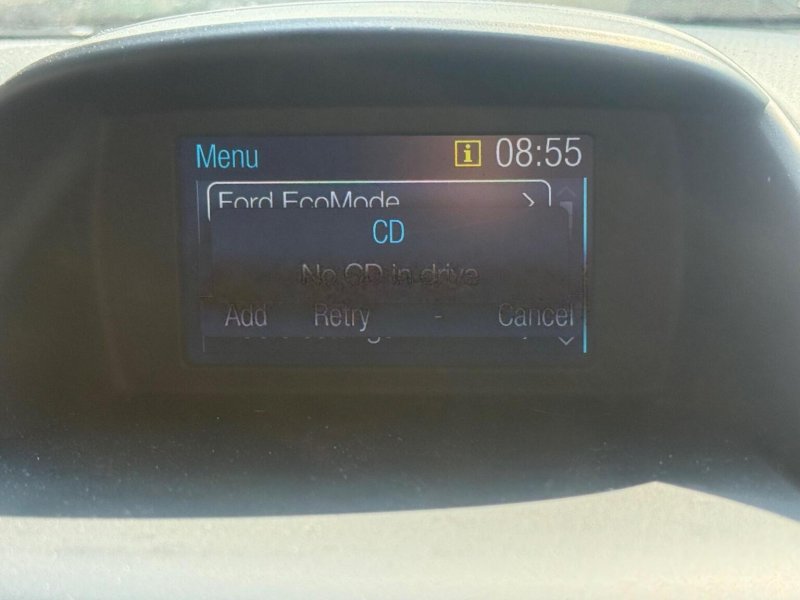 Menu 08:55
Ford EcoMode
CD
No CD in drive
Add Retry - Cancel